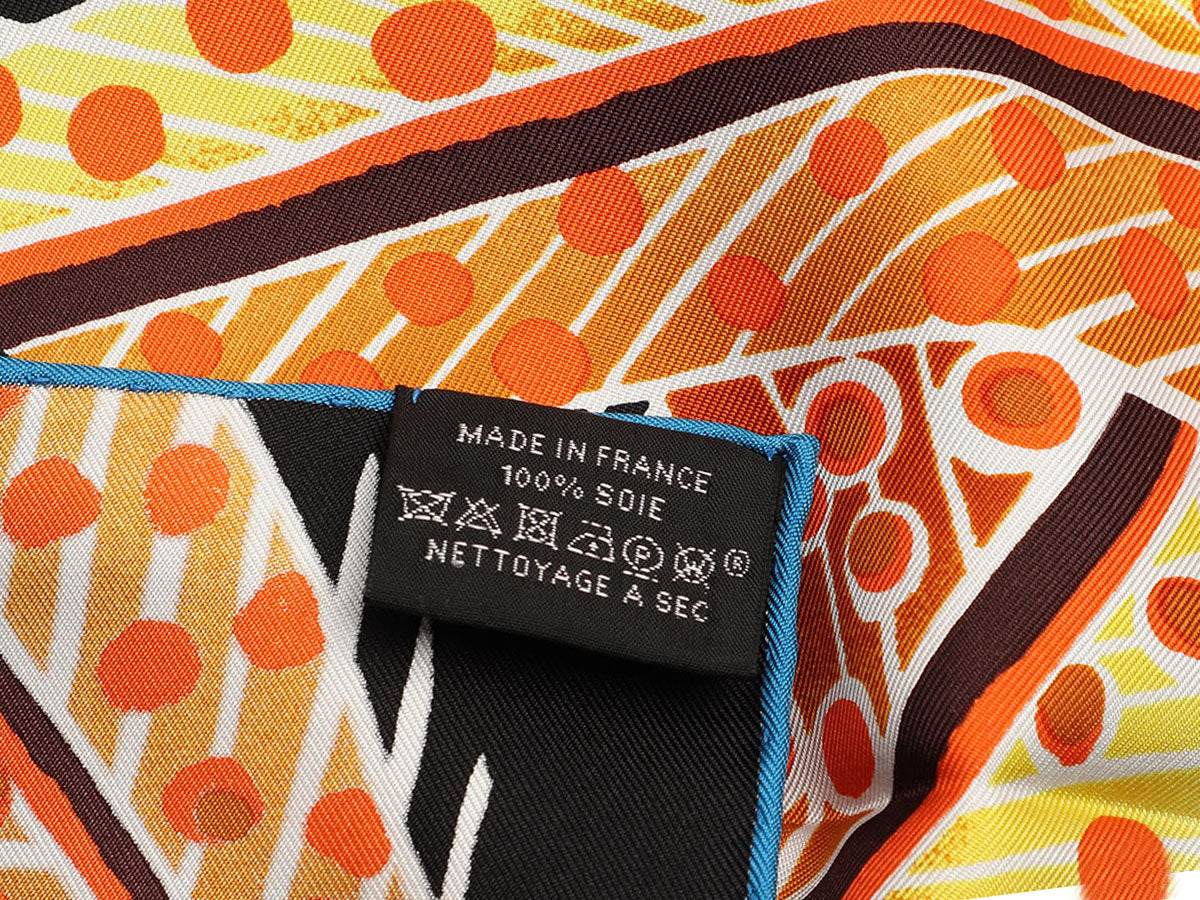 MADE IN FRANCE
100% SOIE
P W ®
NETTOYAGE A SEC